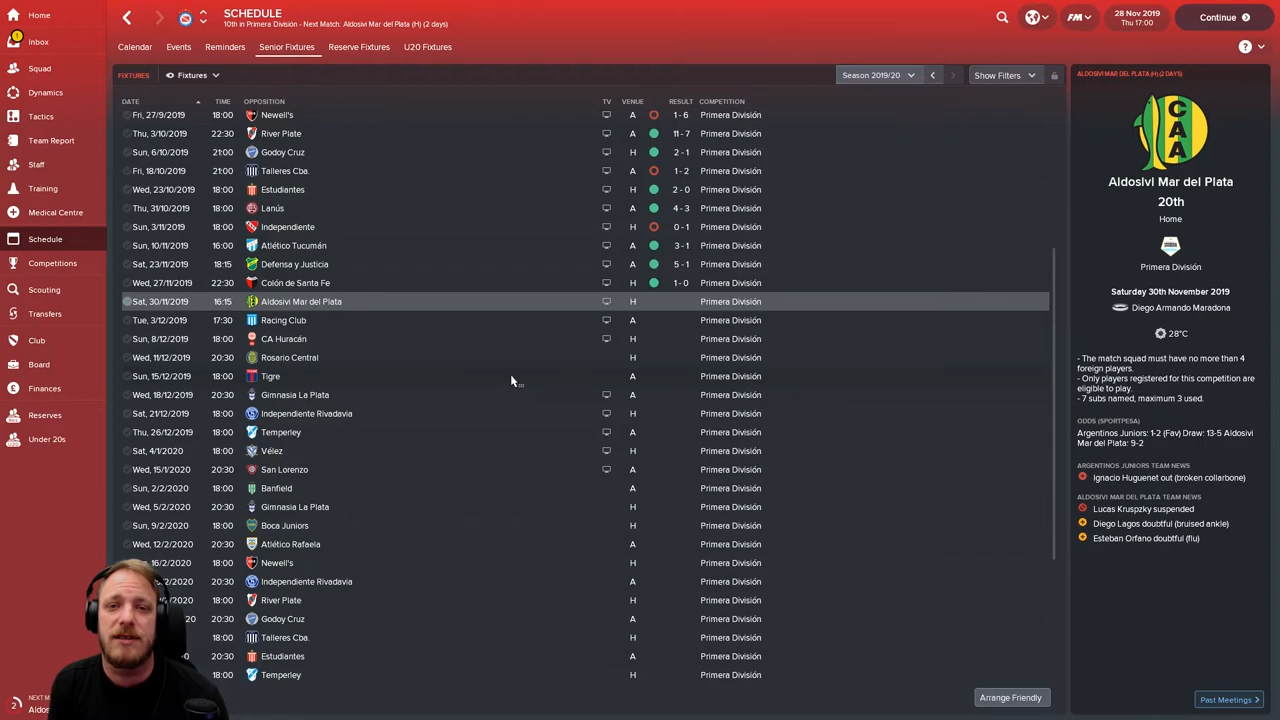 SCHEDULE
10th in Primera División - Next Match: Aldosivi Mar del Plata (H) (2 days)
FM
28 Nov 2019
Thu 17:00
Continue
Home
Inbox
Squad
Dynamics
Tactics
Team Report
Staff
Training
Medical Centre
Schedule
Competitions
Scouting
Transfers
Club
Board
Finances
Reserves
Under 20s
Calendar Events Reminders Senior Fixtures Reserve Fixtures U20 Fixtures
FIXTURES Fixtures Season 2019/20 Show Filters
DATE TIME OPPOSITION TV VENUE RESULT COMPETITION
Fri, 27/9/2019 18:00 Newell's A 1 - 6 Primera División
Thu, 3/10/2019 22:30 River Plate A 11 - 7 Primera División
Sun, 6/10/2019 21:00 Godoy Cruz H 2 - 1 Primera División
Fri, 18/10/2019 21:00 Talleres Cba. A 1 - 2 Primera División
Wed, 23/10/2019 18:00 Estudiantes H 2 - 0 Primera División
Thu, 31/10/2019 18:00 Lanús A 4 - 3 Primera División
Sun, 3/11/2019 18:00 Independiente H 0 - 1 Primera División
Sun, 10/11/2019 16:00 Atlético Tucumán A 3 - 1 Primera División
Sat, 23/11/2019 18:15 Defensa y Justicia A 5 - 1 Primera División
Wed, 27/11/2019 22:30 Colón de Santa Fe H 1 - 0 Primera División
Sat, 30/11/2019 16:15 Aldosivi Mar del Plata H Primera División
Tue, 3/12/2019 17:30 Racing Club A Primera División
Sun, 8/12/2019 18:00 CA Huracán H Primera División
Wed, 11/12/2019 20:30 Rosario Central H Primera División
Sun, 15/12/2019 18:00 Tigre A Primera División
Wed, 18/12/2019 20:30 Gimnasia La Plata A Primera División
Sat, 21/12/2019 18:00 Independiente Rivadavia H Primera División
Thu, 26/12/2019 18:00 Temperley A Primera División
Sat, 4/1/2020 18:00 Vélez H Primera División
Wed, 15/1/2020 20:30 San Lorenzo A Primera División
Sun, 2/2/2020 18:00 Banfield A Primera División
Wed, 5/2/2020 20:30 Gimnasia La Plata H Primera División
Sun, 9/2/2020 18:00 Boca Juniors H Primera División
Wed, 12/2/2020 20:30 Atlético Rafaela A Primera División
16/2/2020 18:00 Newell's H Primera División
/2/2020 20:30 Independiente Rivadavia A Primera División
18:00 River Plate H Primera División
20:30 Godoy Cruz A Primera División
18:00 Talleres Cba. H Primera División
20:30 Estudiantes A Primera División
18:00 Temperley H Primera División
Arrange Friendly
2 NEXT M
Aldos
ALDOSIVI MAR DEL PLATA (H) (2 DAYS)
CAA
Aldosivi Mar del Plata
20th
Home
Primera División
Saturday 30th November 2019
Diego Armando Maradona
28°C
- The match squad must have no more than 4
foreign players.
- Only players registered for this competition are
eligible to play.
- 7 subs named, maximum 3 used.
ODDS (SPORTPESA)
Argentinos Juniors: 1-2 (Fav) Draw: 13-5 Aldosivi
Mar del Plata: 9-2
ARGENTINOS JUNIORS TEAM NEWS
Ignacio Huguenet out (broken collarbone)
ALDOSIVI MAR DEL PLATA TEAM NEWS
Lucas Kruspzky suspended
Diego Lagos doubtful (bruised ankle)
Esteban Orfano doubtful (flu)
Past Meetings